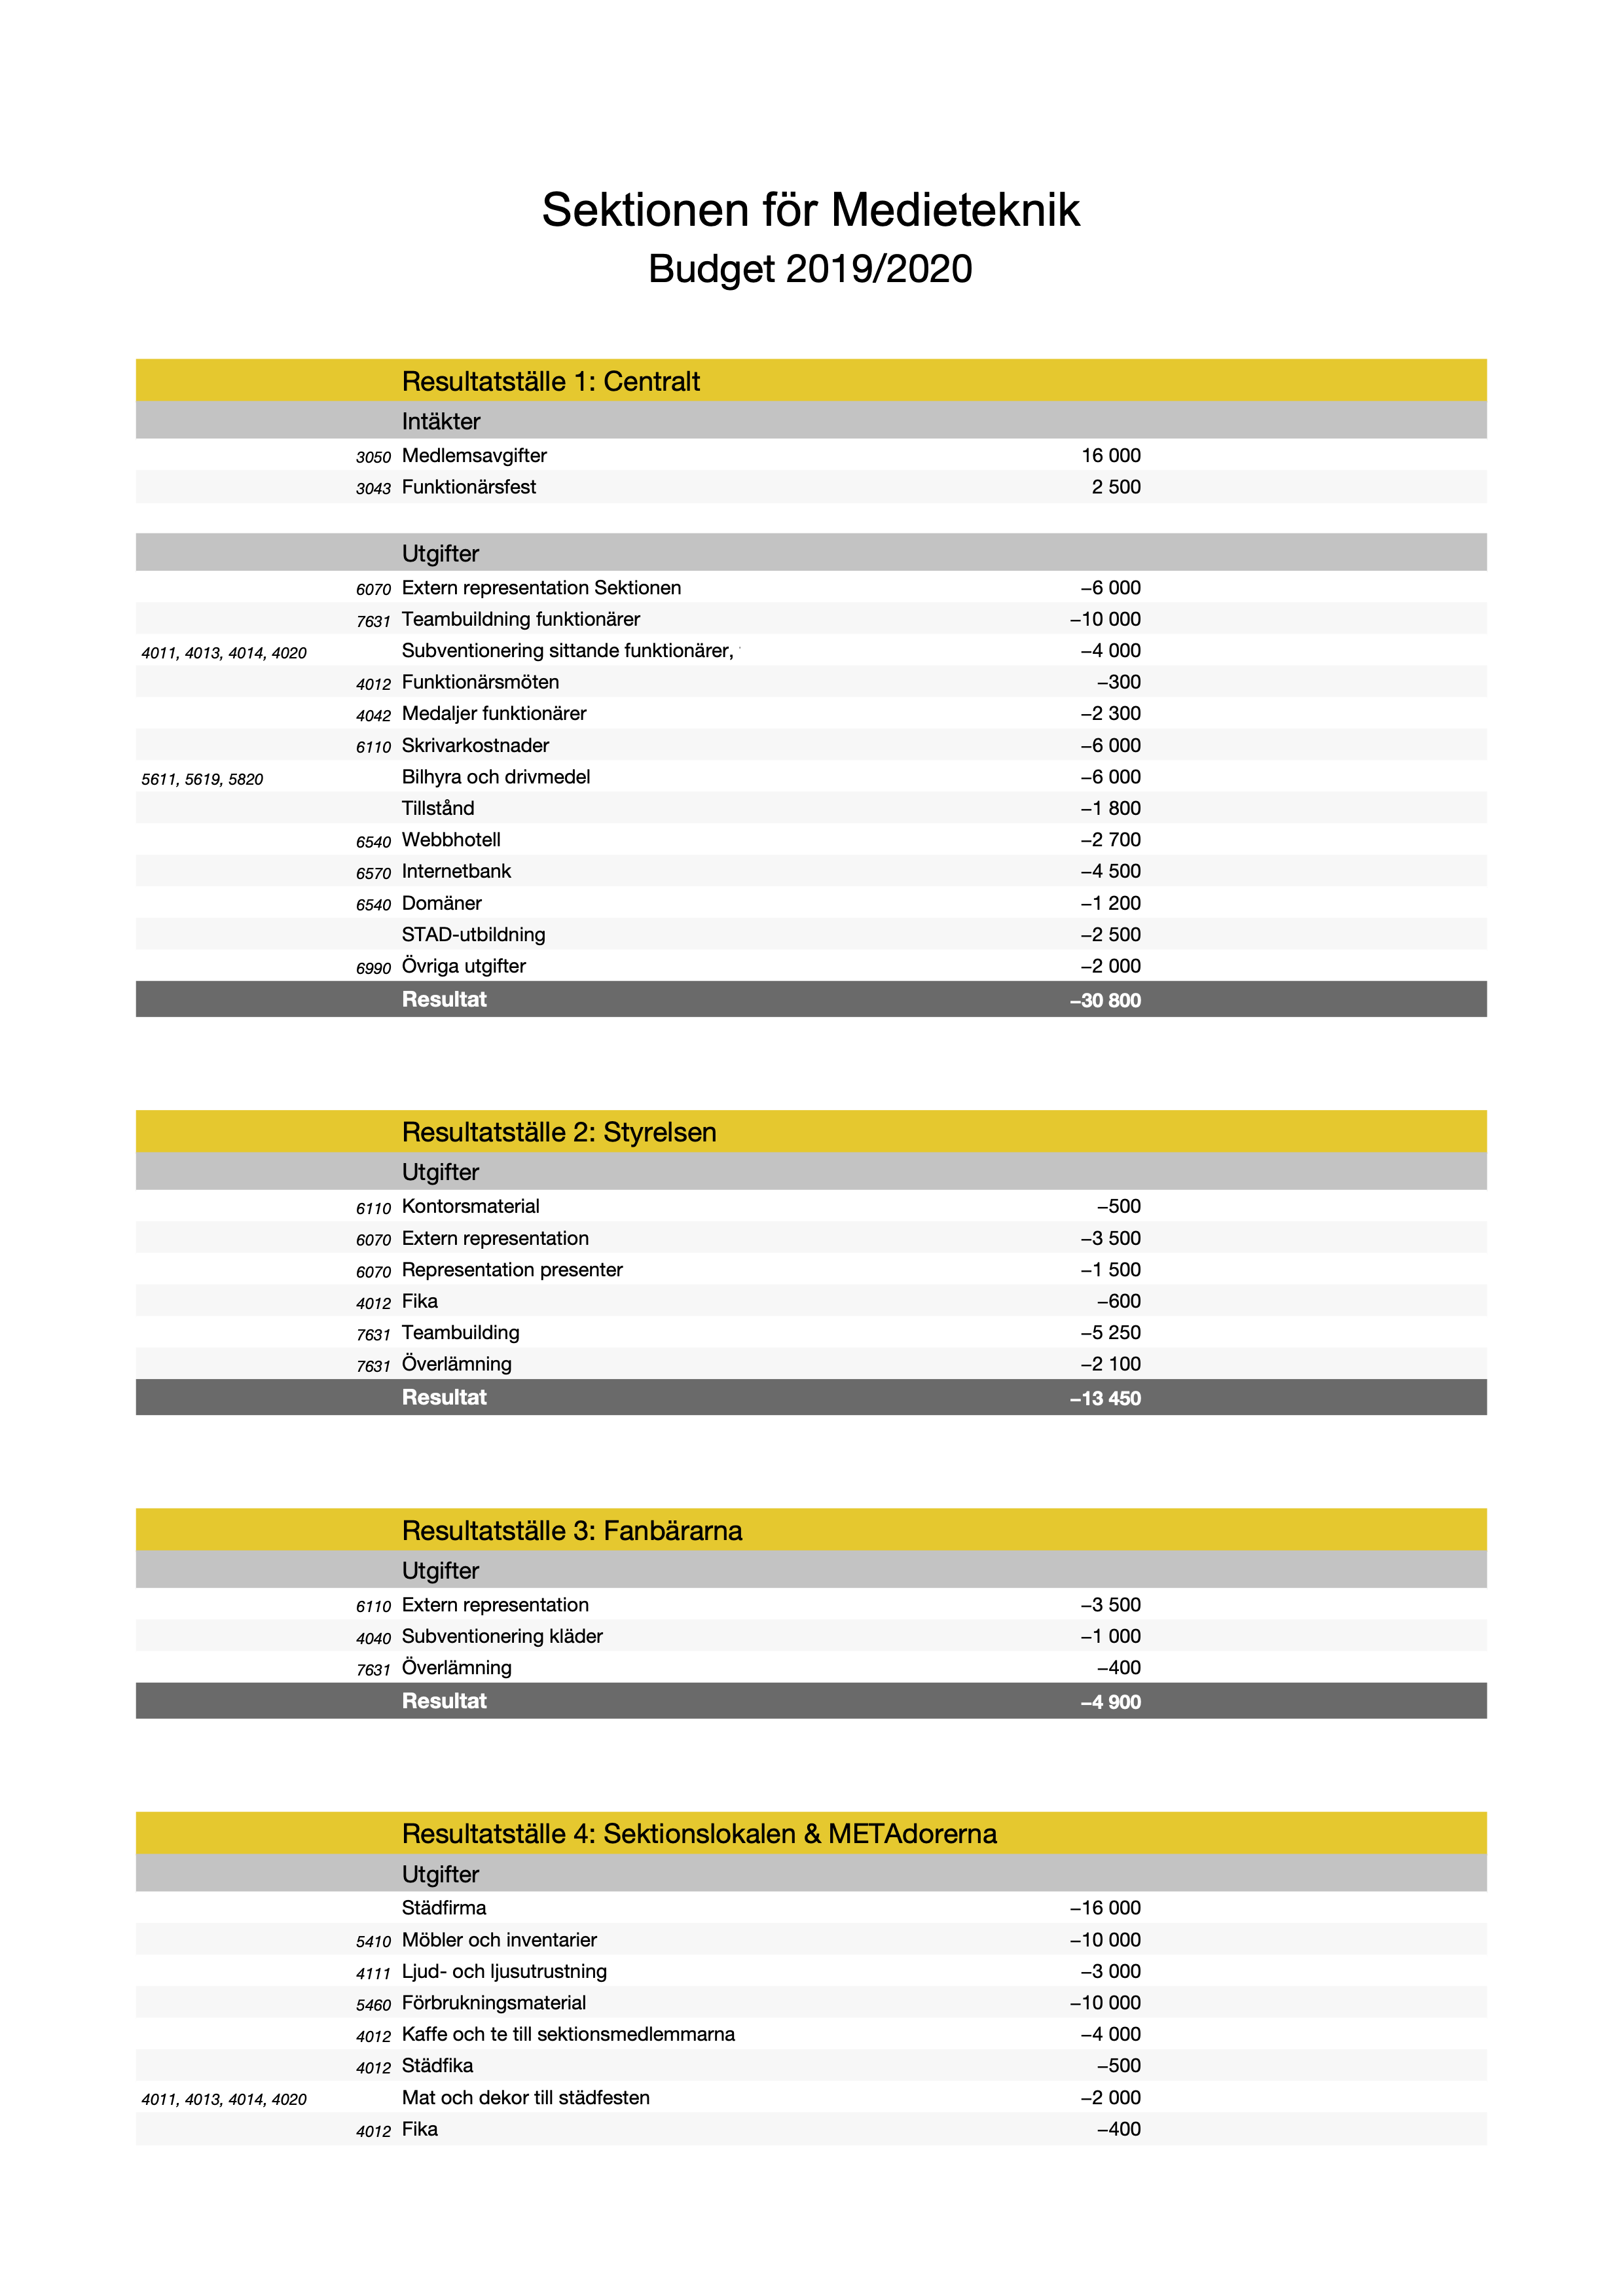 Sektionen för Medieteknik
Budget 2019/2020
Resultatställe 1: Centralt
Intäkter
3050 Medlemsavgifter 16 000
3043 Funktionärsfest 2 500
Utgifter
6070 Extern representation Sektionen −6 000
7631 Teambuildning funktionärer −10 000
4011, 4013, 4014, 4020 Subventionering sittande funktionärer, −4 000
4012 Funktionärsmöten −300
4042 Medaljer funktionärer −2 300
6110 Skrivarkostnader −6 000
5611, 5619, 5820 Bilhyra och drivmedel −6 000
Tillstånd −1 800
6540 Webbhotell −2 700
6570 Internetbank −4 500
6540 Domäner −1 200
STAD-utbildning −2 500
6990 Övriga utgifter −2 000
Resultat −30 800
Resultatställe 2: Styrelsen
Utgifter
6110 Kontorsmaterial −500
6070 Extern representation −3 500
6070 Representation presenter −1 500
4012 Fika −600
7631 Teambuilding −5 250
7631 Överlämning −2 100
Resultat −13 450
Resultatställe 3: Fanbärarna
Utgifter
6110 Extern representation −3 500
4040 Subventionering kläder −1 000
7631 Överlämning −400
Resultat −4 900
Resultatställe 4: Sektionslokalen & METAdorerna
Utgifter
Städfirma −16 000
5410 Möbler och inventarier −10 000
4111 Ljud- och ljusutrustning −3 000
5460 Förbrukningsmaterial −10 000
4012 Kaffe och te till sektionsmedlemmarna −4 000
4012 Städfika −500
4011, 4013, 4014, 4020 Mat och dekor till städfesten −2 000
4012 Fika −400